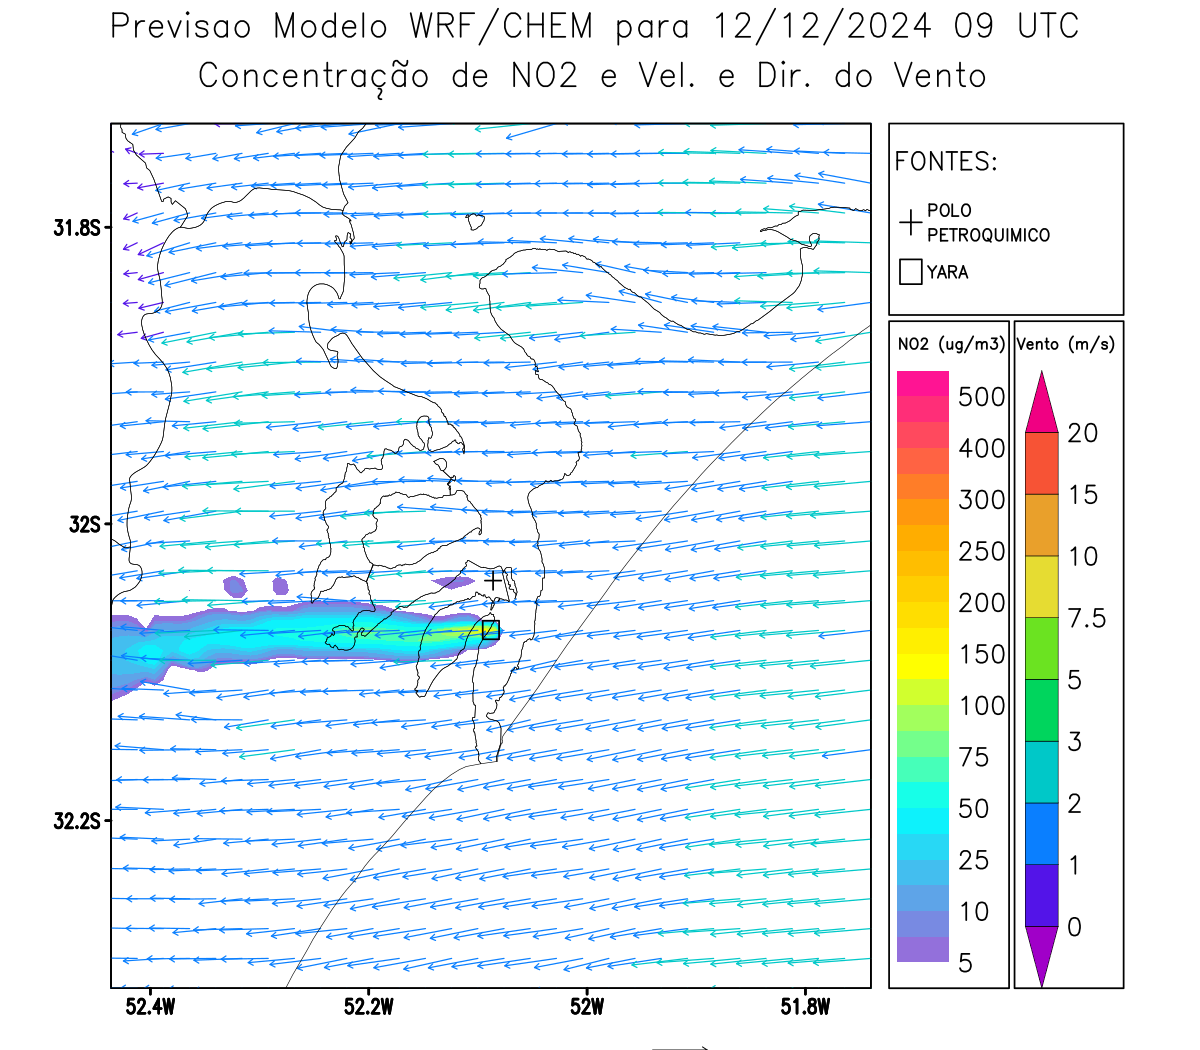 Previsao Modelo WRF/CHEM para 12/12/2024 09 UTC
Concentração de NO2 e Vel. e Dir. do Vento
FONTES:
POLO
PETROQUIMICO
YARA
NO2 (ug/m3)
500
400
300
250
200
150
100
75
50
25
10
5
Vento (m/s)
20
15
10
7.5
5
3
2
1
0
31.8S
32S
32.2S
52.4W
52.2W
52W
51.8W